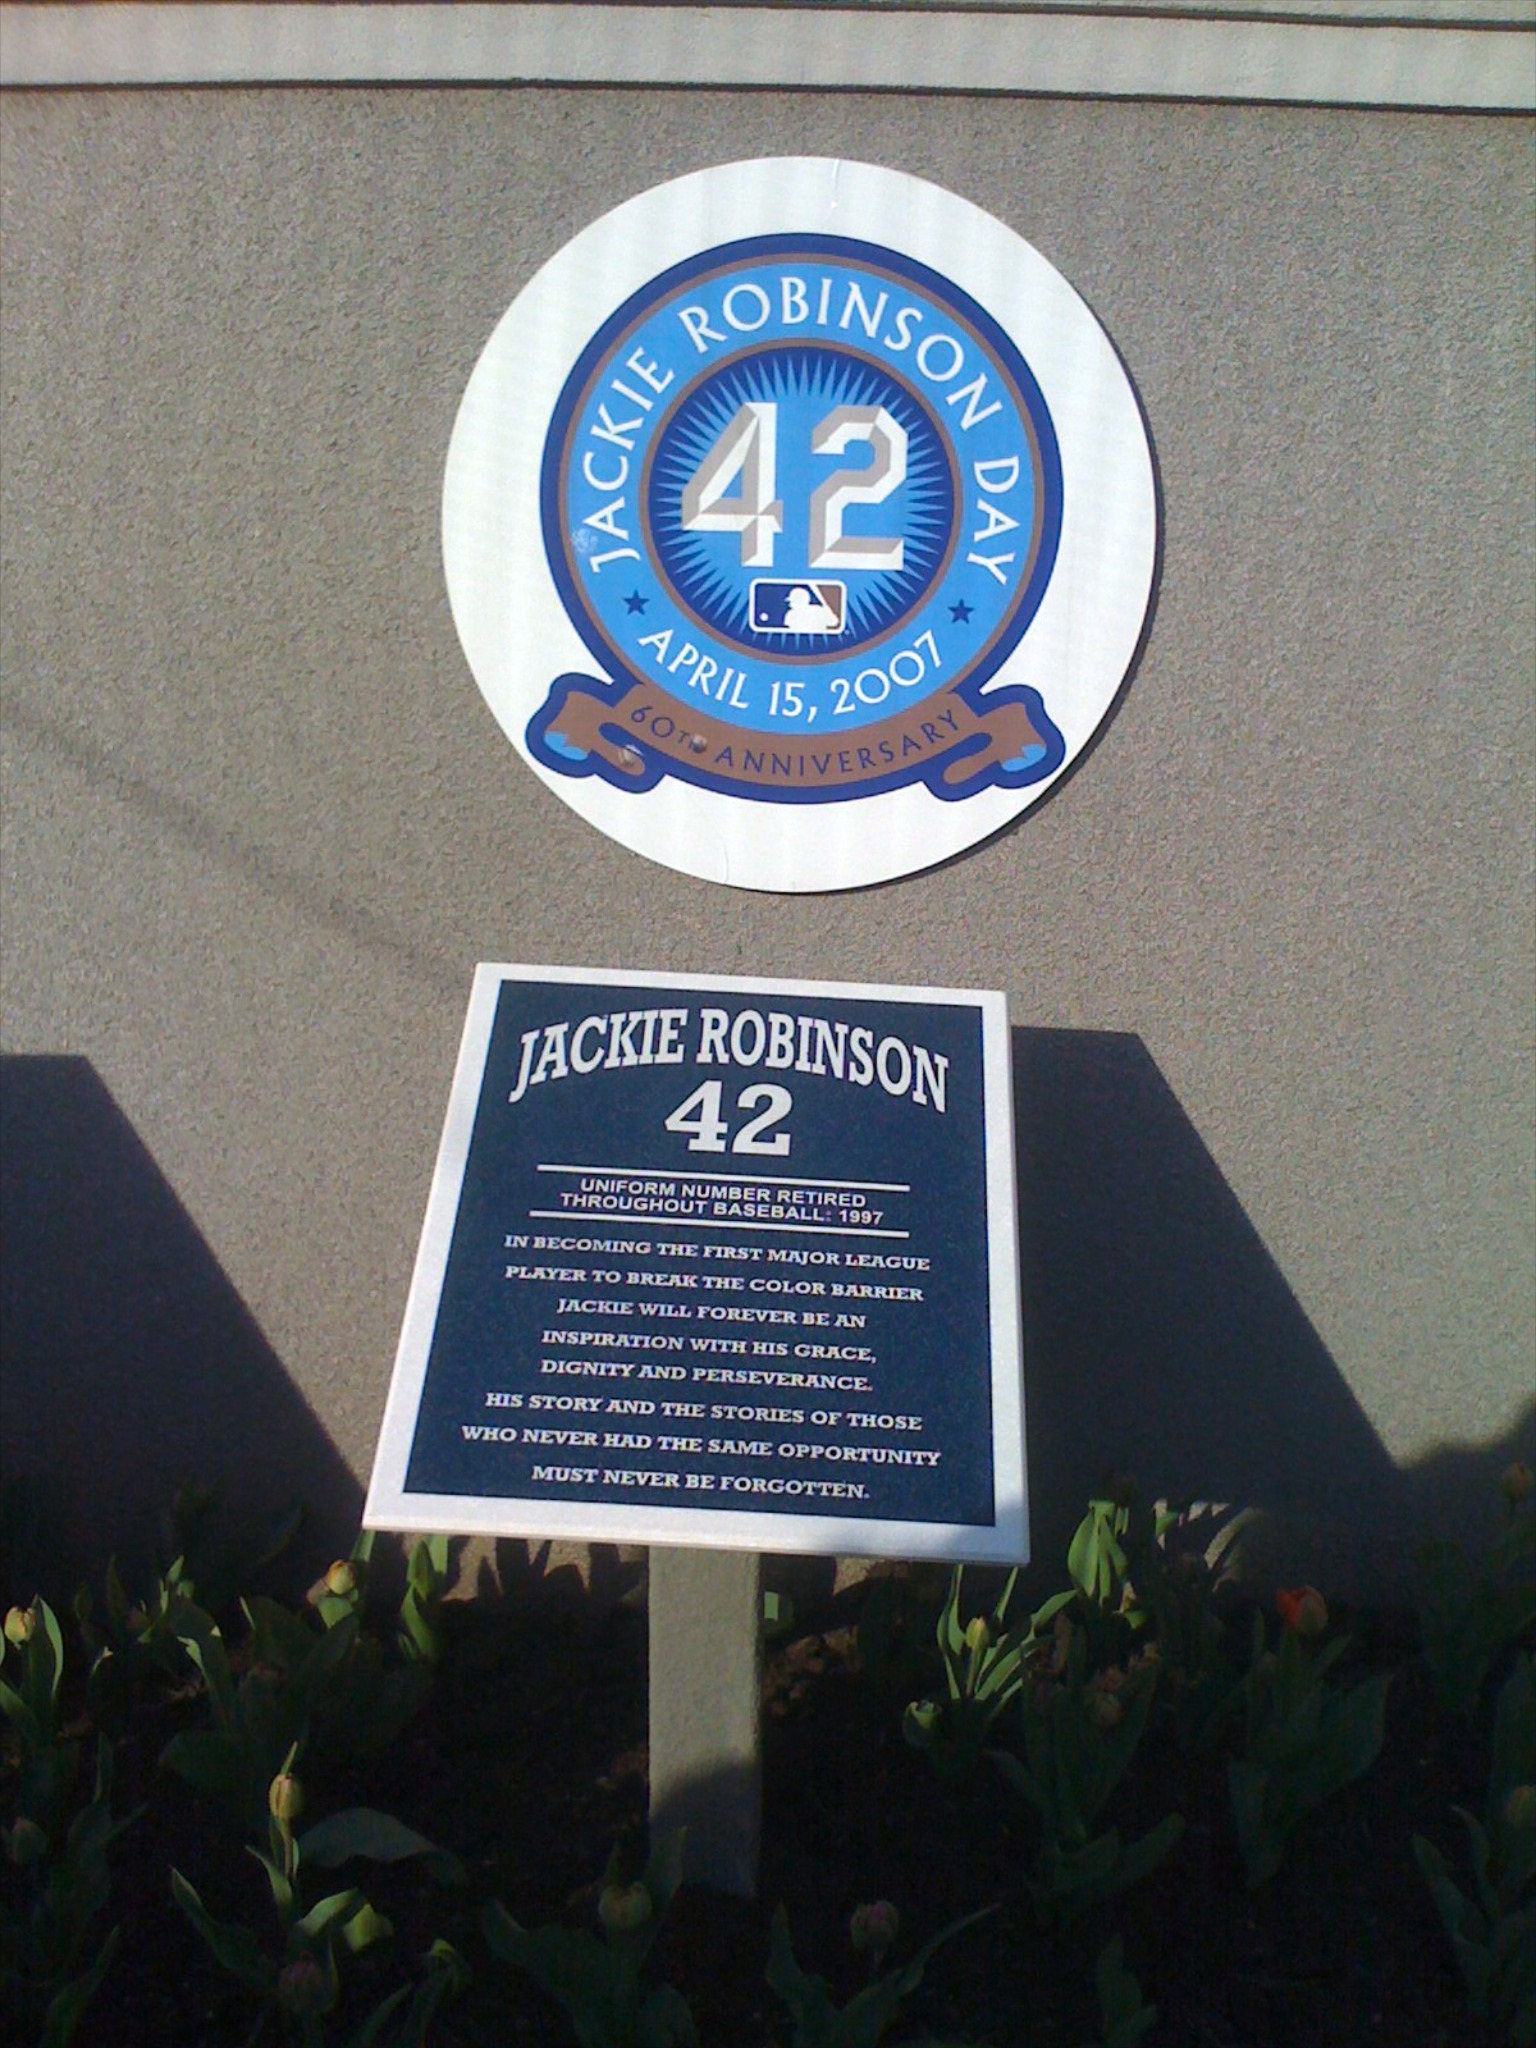 JACKIE ROBINSON DAY
42
APRIL 15, 2007
60TH ANNIVERSARY
JACKIE ROBINSON
42
UNIFORM NUMBER RETIRED
THROUGHOUT BASEBALL: 1997
IN BECOMING THE FIRST MAJOR LEAGUE
PLAYER TO BREAK THE COLOR BARRIER
JACKIE WILL FOREVER BE AN
INSPIRATION WITH HIS GRACE,
DIGNITY AND PERSEVERANCE.
HIS STORY AND THE STORIES OF THOSE
WHO NEVER HAD THE SAME OPPORTUNITY
MUST NEVER BE FORGOTTEN.